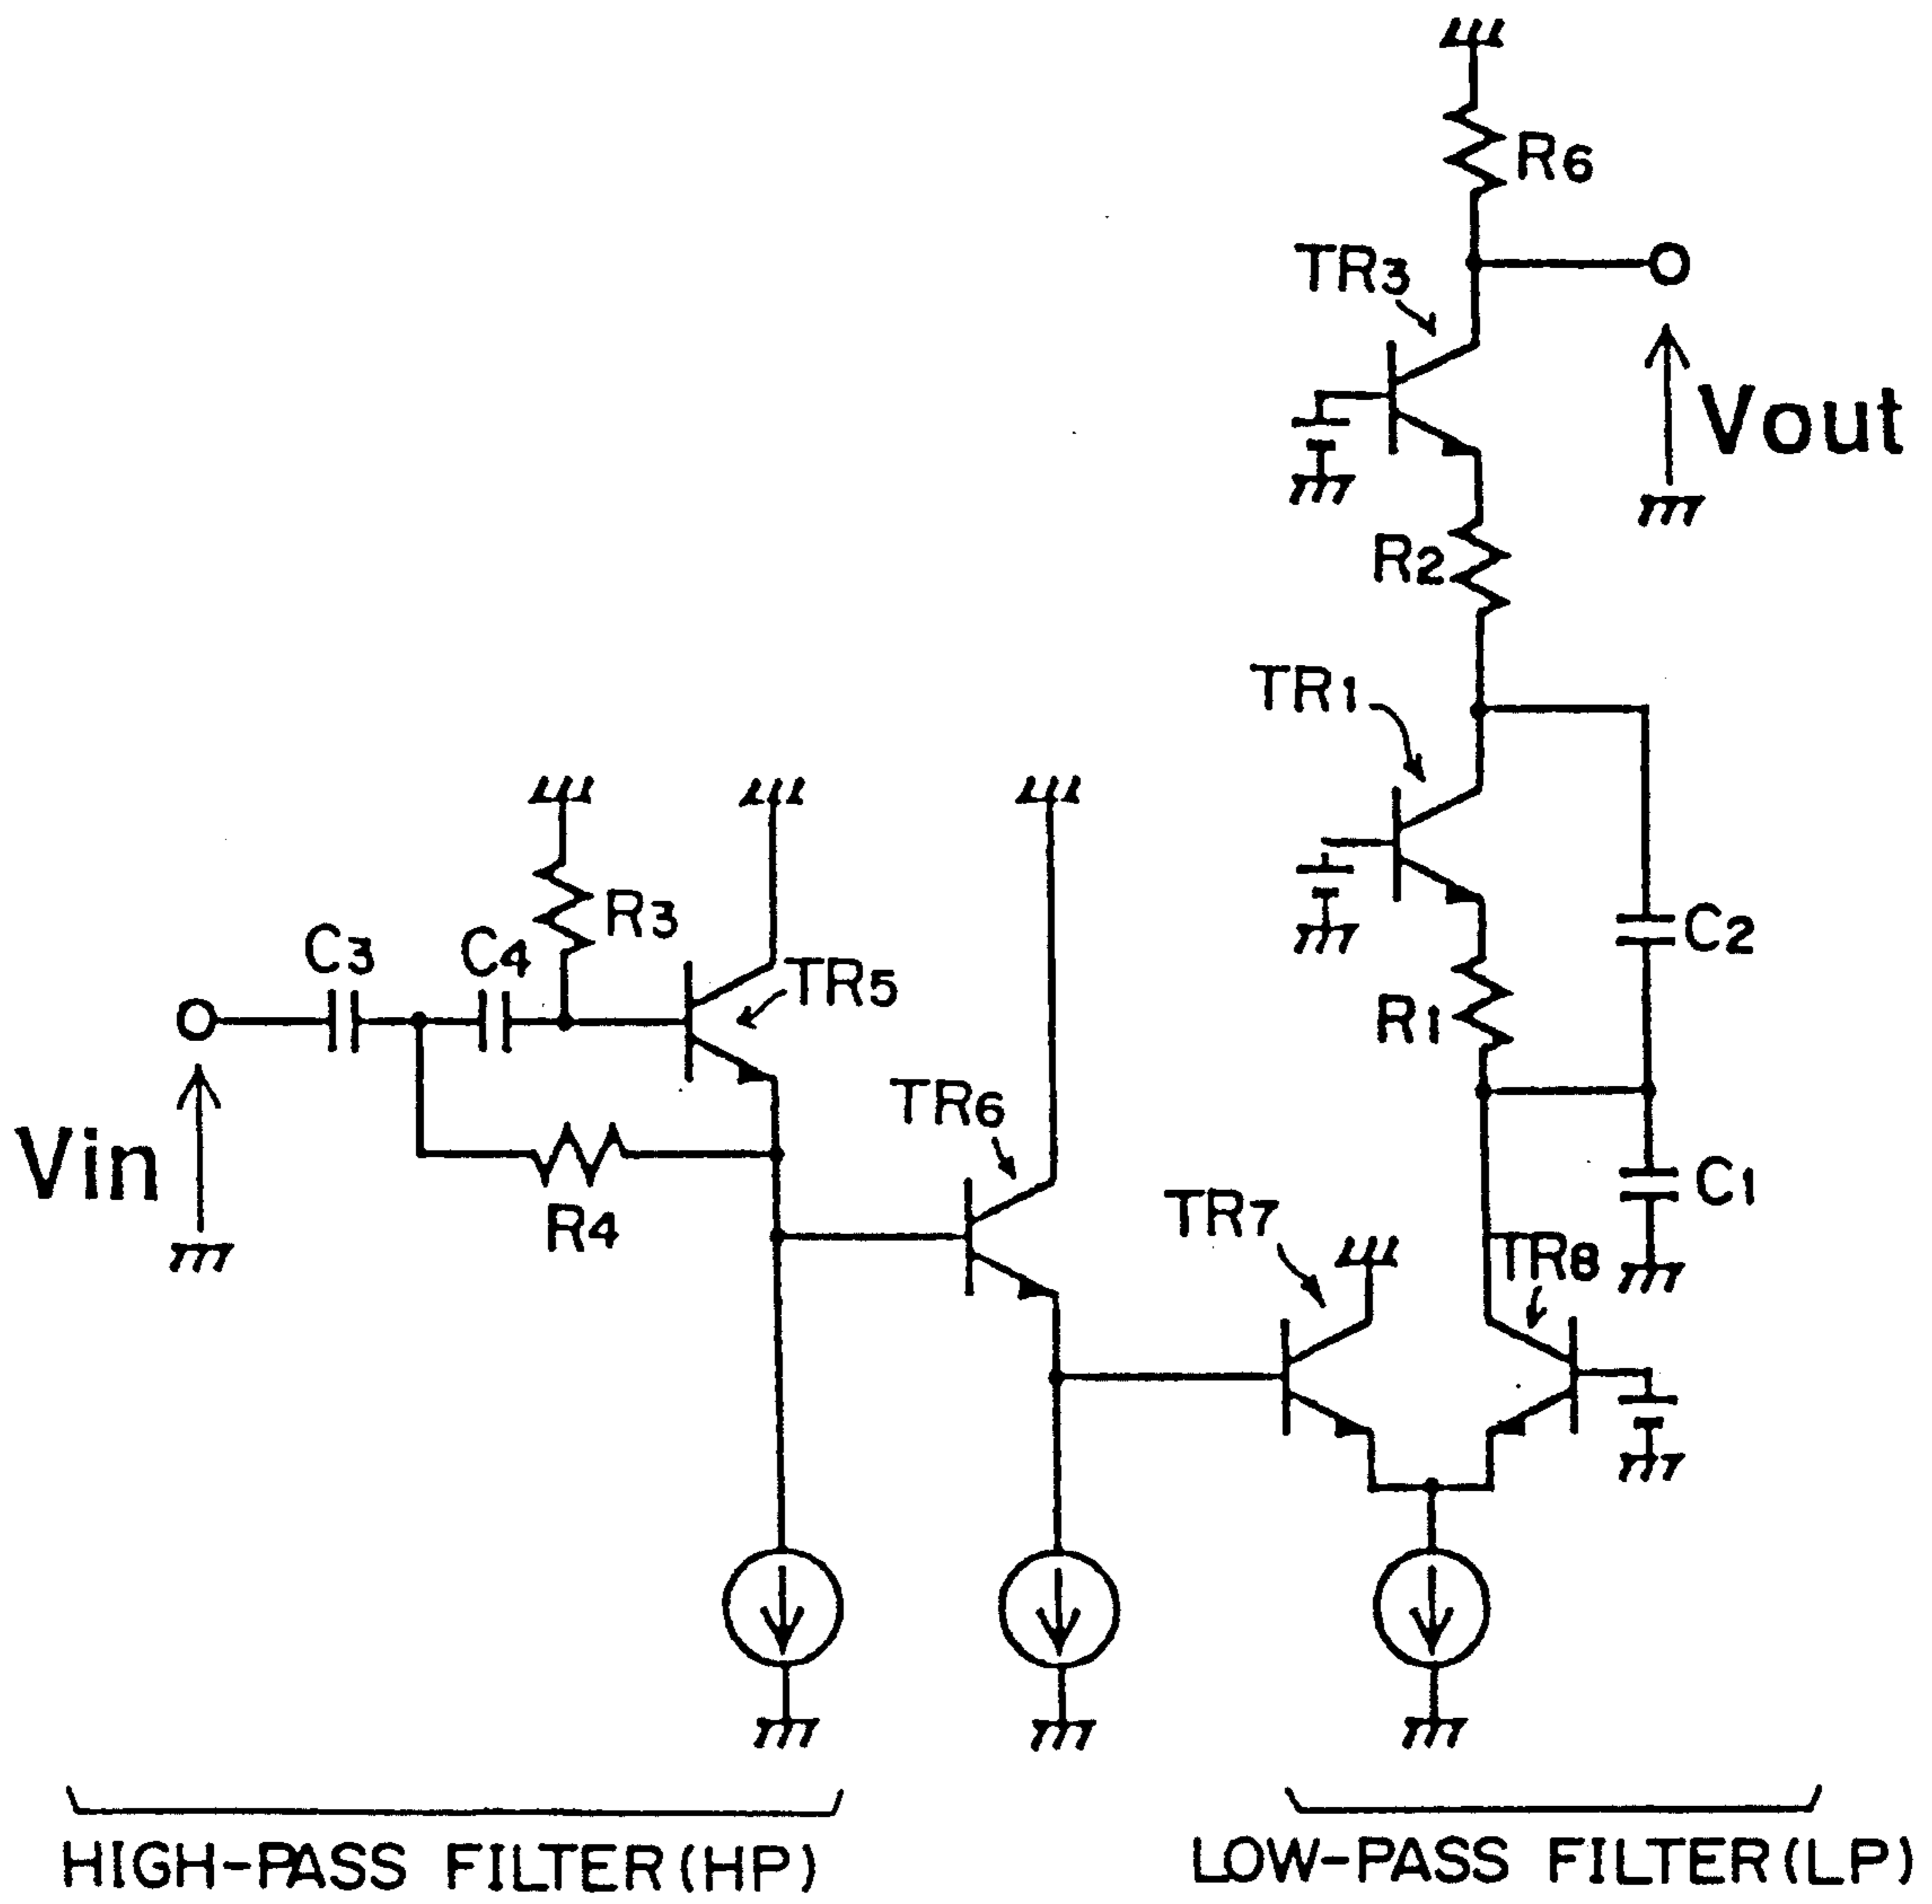 R6
TR3
Vout
R2
TR1
R3
C3
C4
TR5
C2
R1
TR6
Vin
R4
TR7
C1
TR8
HIGH-PASS FILTER(HP)
LOW-PASS FILTER(LP)